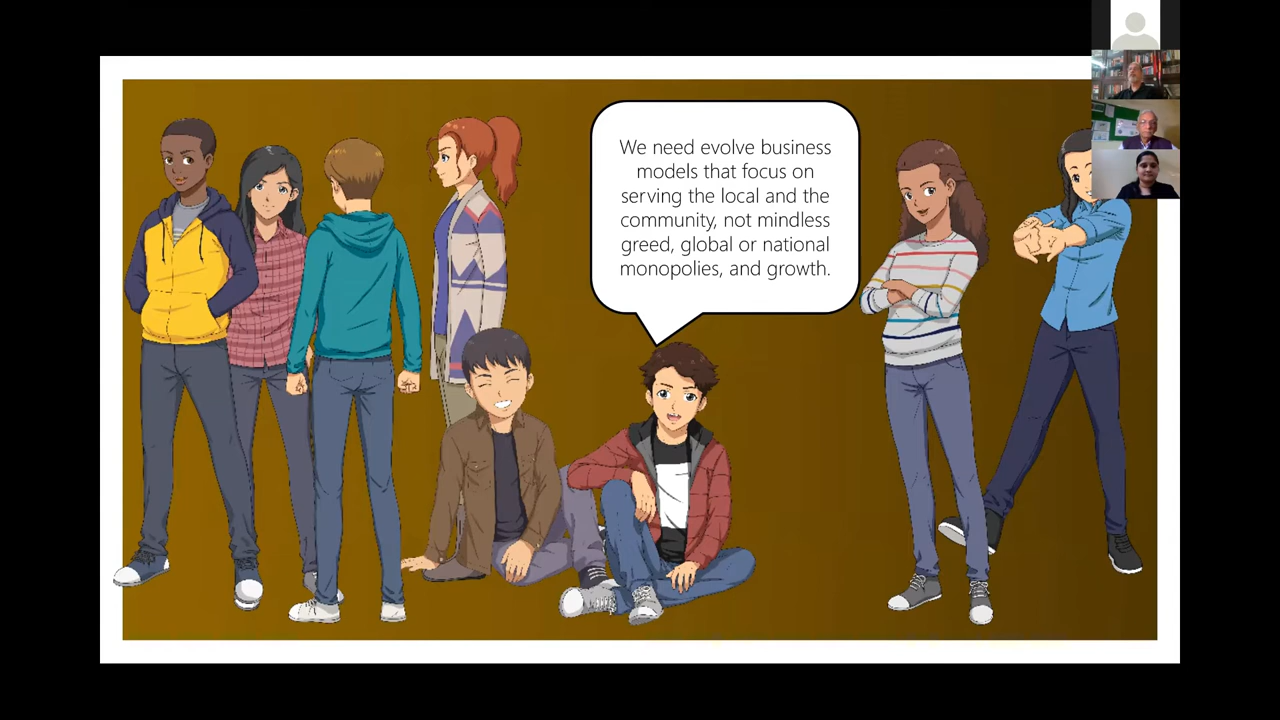 We need evolve business
models that focus on
serving the local and the
community, not mindless
greed, global or national
monopolies, and growth.